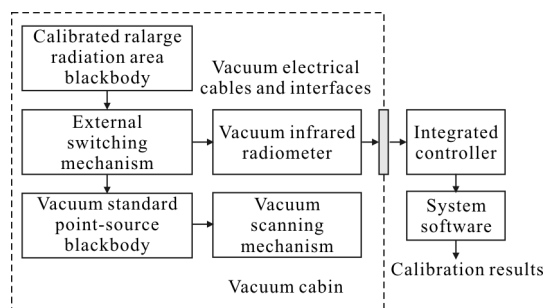 Calibrated ralarge
radiation area
blackbody
Vacuum electrical
cables and interfaces
External
switching
mechanism
Vacuum infrared
radiometer
Integrated
controller
Vacuum standard
point-source
blackbody
Vacuum
scanning
mechanism
System
software
Calibration results
Vacuum cabin